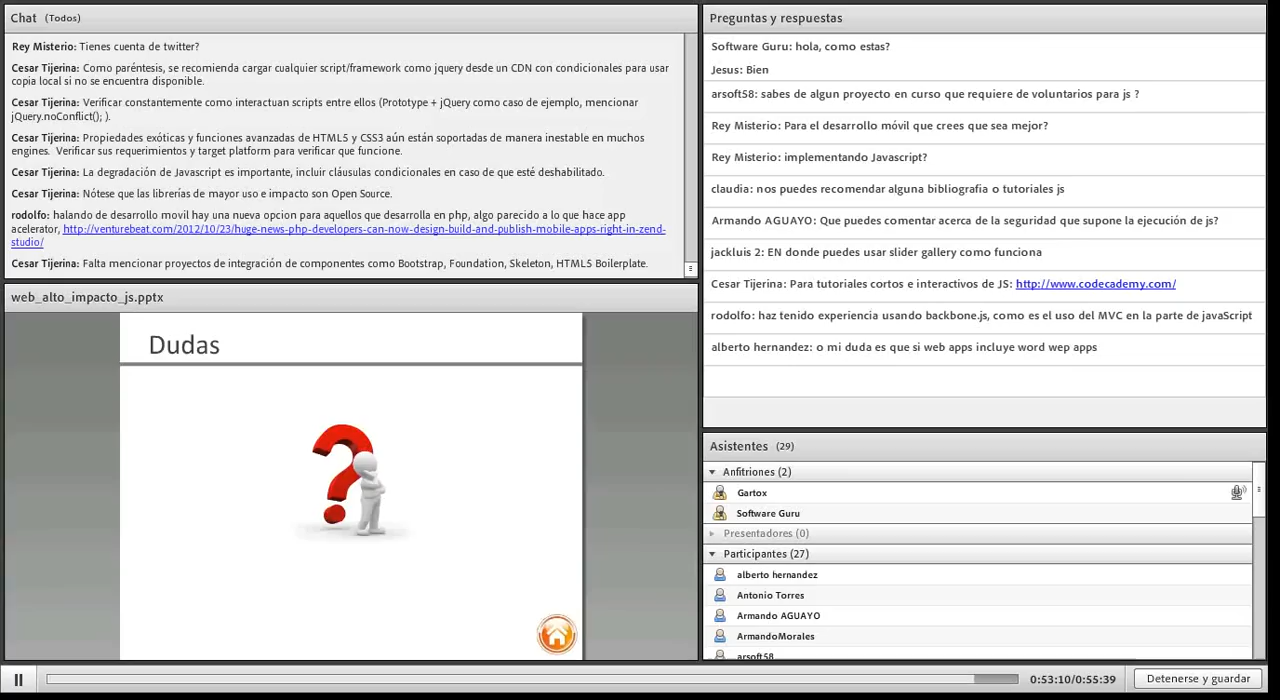 Chat (Todos)
Rey Misterio: Tienes cuenta de twitter?
Cesar Tijerina: Como paréntesis, se recomienda cargar cualquier script/framework como jquery desde un CDN con condicionales para usar
copia local si no se encuentra disponible.
Cesar Tijerina: Verificar constantemente como interactuan scripts entre ellos (Prototype + jQuery como caso de ejemplo, mencionar
jQuery.noConflict(); ).
Cesar Tijerina: Propiedades exóticas y funciones avanzadas de HTML5 y CSS3 aún están soportadas de manera inestable en muchos
engines. Verificar sus requerimientos y target platform para verificar que funcione.
Cesar Tijerina: La degradación de Javascript es importante, incluir cláusulas condicionales en caso de que esté deshabilitado.
Cesar Tijerina: Nótese que las librerías de mayor uso e impacto son Open Source.
rodolfo: halando de desarrollo movil hay una nueva opcion para aquellos que desarrolla en php, algo parecido a lo que hace app
acelerator, http://venturebeat.com/2012/10/23/huge-news-php-developers-can-now-design-build-and-publish-mobile-apps-right-in-zend-
studio/
Cesar Tijerina: Falta mencionar proyectos de integración de componentes como Bootstrap, Foundation, Skeleton, HTML5 Boilerplate.
web_alto_impacto_js.pptx
Dudas
Preguntas y respuestas
Software Guru: hola, como estas?
Jesus: Bien
arsoft58: sabes de algun proyecto en curso que requiere de voluntarios para js ?
Rey Misterio: Para el desarrollo móvil que crees que sea mejor?
Rey Misterio: implementando Javascript?
claudia: nos puedes recomendar alguna bibliografia o tutoriales js
Armando AGUAYO: Que puedes comentar acerca de la seguridad que supone la ejecución de js?
jackluis 2: EN donde puedes usar slider gallery como funciona
Cesar Tijerina: Para tutoriales cortos e interactivos de JS: http://www.codecademy.com/
rodolfo: haz tenido experiencia usando backbone.js, como es el uso del MVC en la parte de javaScript
alberto hernandez: o mi duda es que si web apps incluye word wep apps
Asistentes (29)
Anfitriones (2)
Gartox
Software Guru
Presentadores (0)
Participantes (27)
alberto hernandez
Antonio Torres
Armando AGUAYO
ArmandoMorales
arsoft58
0:53:10/0:55:39
Detenerse y guardar